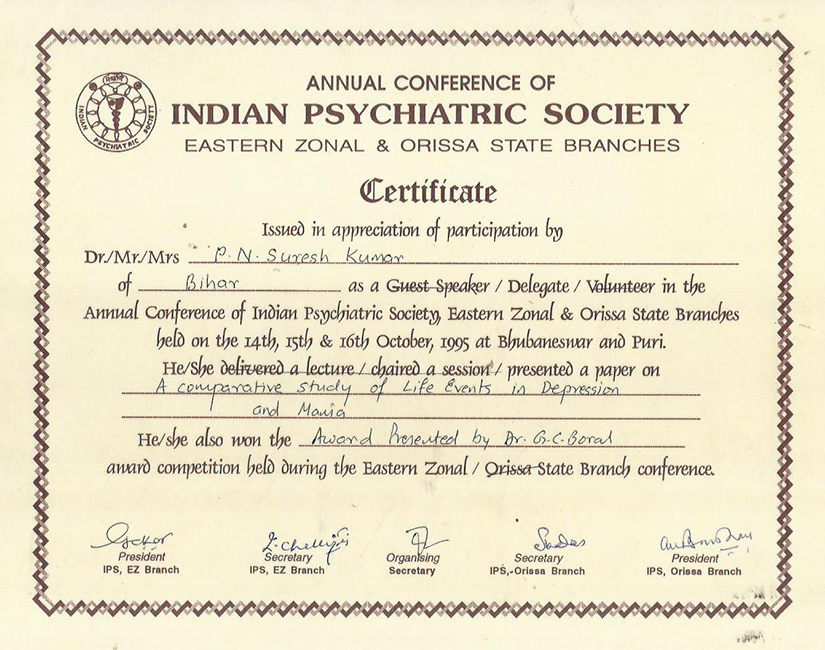 ANNUAL CONFERENCE OF
INDIAN PSYCHIATRIC SOCIETY
EASTERN ZONAL & ORISSA STATE BRANCHES
INDIAN PSYCHIATRIC SOCIETY
Certificate
Issued in appreciation of participation by
Dr./Mr./Mrs P.N. Suresh Kumar
of Bihar as a Guest Speaker / Delegate / Volunteer in the
Annual Conference of Indian Psychiatric Society, Eastern Zonal & Orissa State Branches
held on the 14th, 15th & 16th October, 1995 at Bhubaneswar and Puri.
He/She delivered a lecture / chaired a session / presented a paper on
A comparative study of Life Events in Depression
and Mania
He/she also won the Award Presented by Dr. G.C. Boral
award competition held during the Eastern Zonal / Orissa State Branch conference.
President
IPS, EZ Branch
Secretary
IPS, EZ Branch
Organising
Secretary
Secretary
IPS, Orissa Branch
President
IPS, Orissa Branch